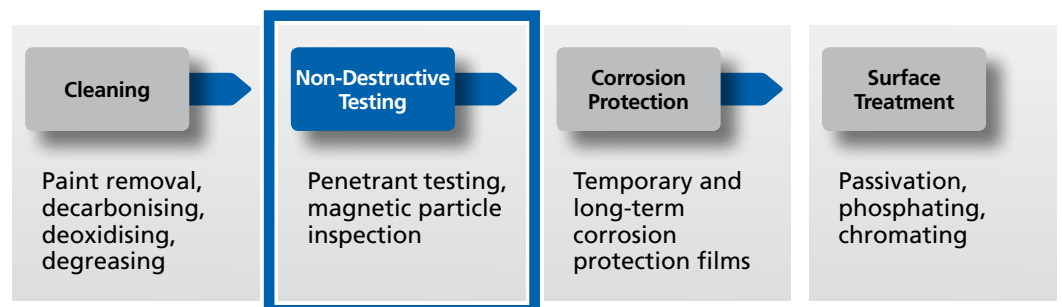 Cleaning
Paint removal,
decarbonising,
deoxidising,
degreasing
Non-Destructive
Testing
Penetrant testing,
magnetic particle
inspection
Corrosion
Protection
Temporary and
long-term
corrosion
protection films
Surface
Treatment
Passivation,
phosphating,
chromating